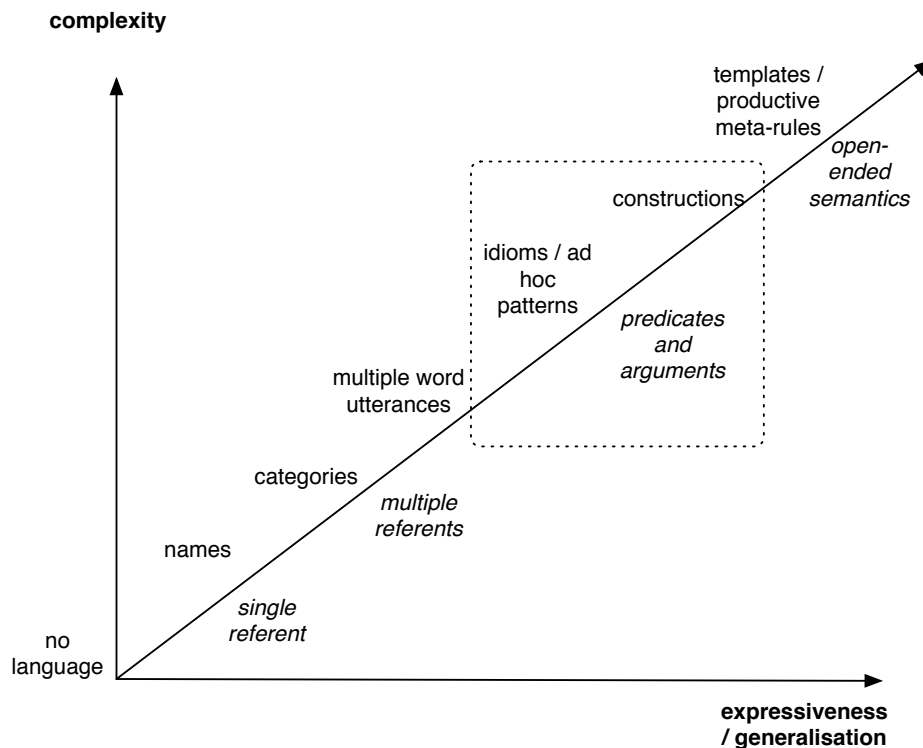 complexity
templates /
productive
meta-rules
open-
ended
semantics
constructions
idioms / ad
hoc
patterns
predicates
and
arguments
multiple word
utterances
categories
multiple
referents
names
single
referent
no
language
expressiveness
/ generalisation